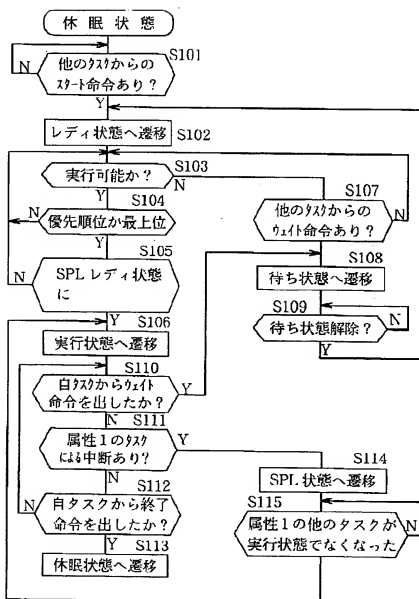 休眠状態
S101
他のタスクからの
スタート命令あり?
N
Y
レディ状態へ遷移
S102
S103
実行可能か?
N
Y
S104
優先順位か最上位
N
Y
S105
SPLレディ状態
に
N
Y
S106
実行状態へ遷移
S107
他のタスクからの
ウェイト命令あり?
N
Y
S108
待ち状態へ遷移
S109
待ち状態解除?
N
Y
S110
自タスクからウェイト
命令を出したか?
Y
N
S111
属性1のタスク
による中断あり?
Y
N
S112
自タスクから終了
命令を出したか?
N
Y
S113
休眠状態へ遷移
S114
SPL状態へ遷移
S115
属性1の他のタスクが
実行状態でなくなった
N